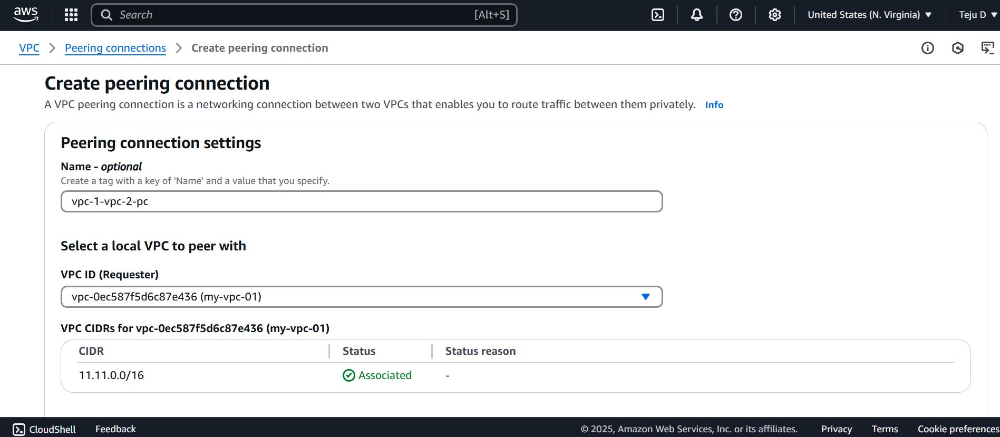 aws
Search [Alt+S]
United States (N. Virginia) ▼
Teju D ▼
VPC > Peering connections > Create peering connection
Create peering connection
A VPC peering connection is a networking connection between two VPCs that enables you to route traffic between them privately. Info
Peering connection settings
Name - optional
Create a tag with a key of 'Name' and a value that you specify.
vpc-1-vpc-2-pc
Select a local VPC to peer with
VPC ID (Requester)
vpc-0ec587f5d6c87e436 (my-vpc-01)
VPC CIDRs for vpc-0ec587f5d6c87e436 (my-vpc-01)
CIDR Status Status reason
11.11.0.0/16 Associated -
CloudShell Feedback © 2025, Amazon Web Services, Inc. or its affiliates. Privacy Terms Cookie preferences